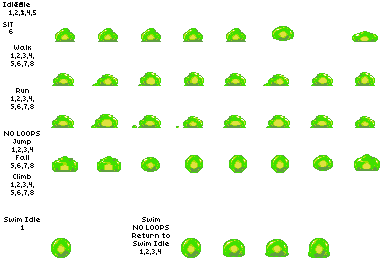 1,2,3,4,5
SIT
6
Walk
1,2,3,4,
5,6,7,8
Run
1,2,3,4,
5,6,7,8
NO LOOPS
Jump
1,2,3,4
Fall
5,6,7,8
Climb
1,2,3,4,
5,6,7,8
Swim Idle
1
Swim
NO LOOPS
Return to
Swim Idle
1,2,3,4